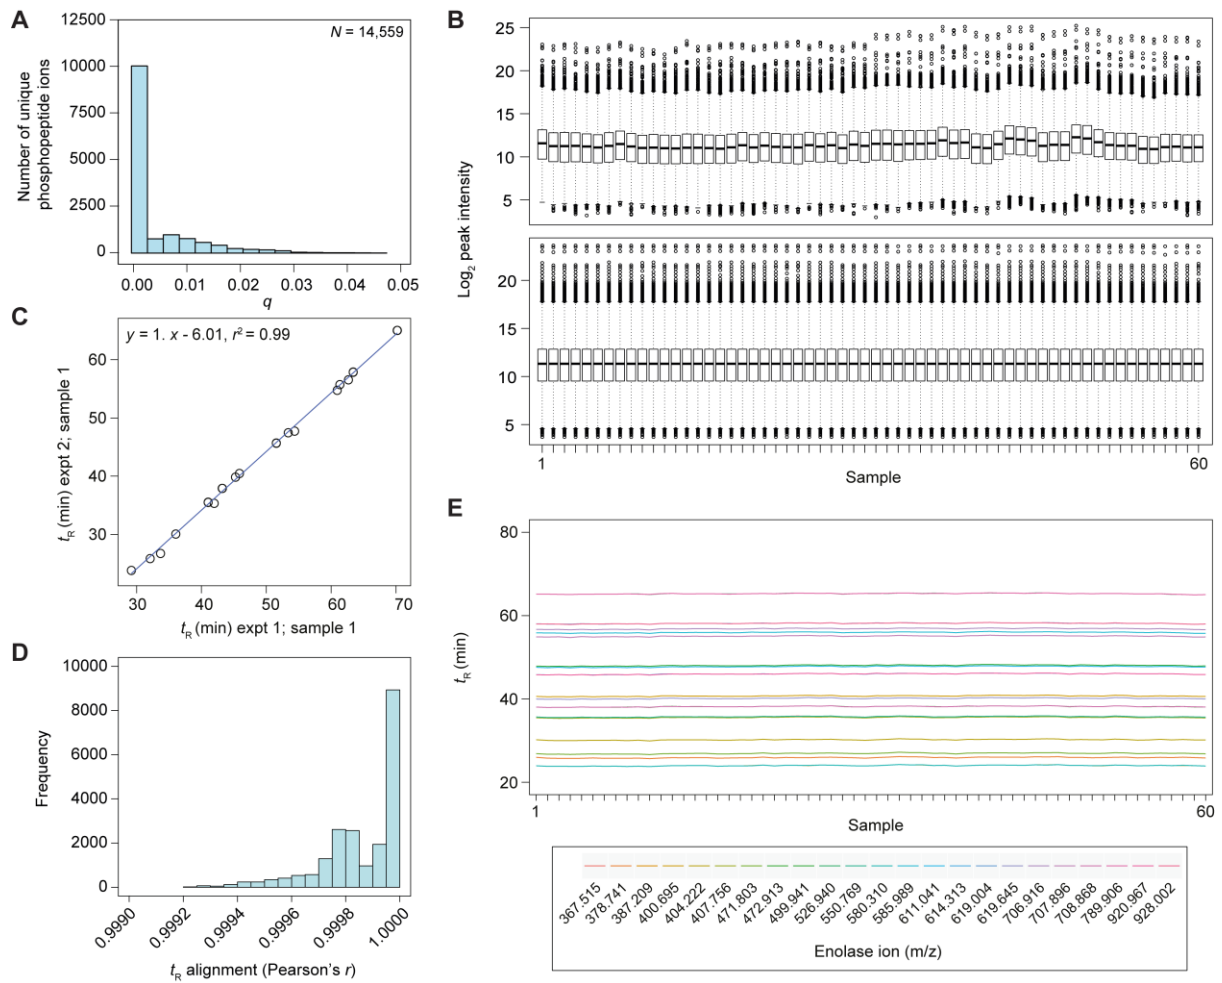 A
12500
10000
7500
5000
2500
0
Number of unique
phosphopeptide ions
N = 14,559
0.00 0.01 0.02 0.03 0.04 0.05
q
B
25
20
15
10
5
20
15
10
5
Log2 peak intensity
1 60
Sample
C
y = 1. x - 6.01, r² = 0.99
60
50
40
30
tR (min) expt 2; sample 1
30 40 50 60 70
tR (min) expt 1; sample 1
D
10000
8000
6000
4000
2000
0
Frequency
0.9990 0.9992 0.9994 0.9996 0.9998 1.0000
tR alignment (Pearson's r)
E
80
60
40
20
tR (min)
1 60
Sample
367.515 378.741 387.209 400.695 404.222 407.756 471.803 472.913 499.941 526.940 550.769 580.310 585.989 611.041 614.313 619.004 619.645 706.916 707.896 708.868 789.906 920.967 928.002
Enolase ion (m/z)